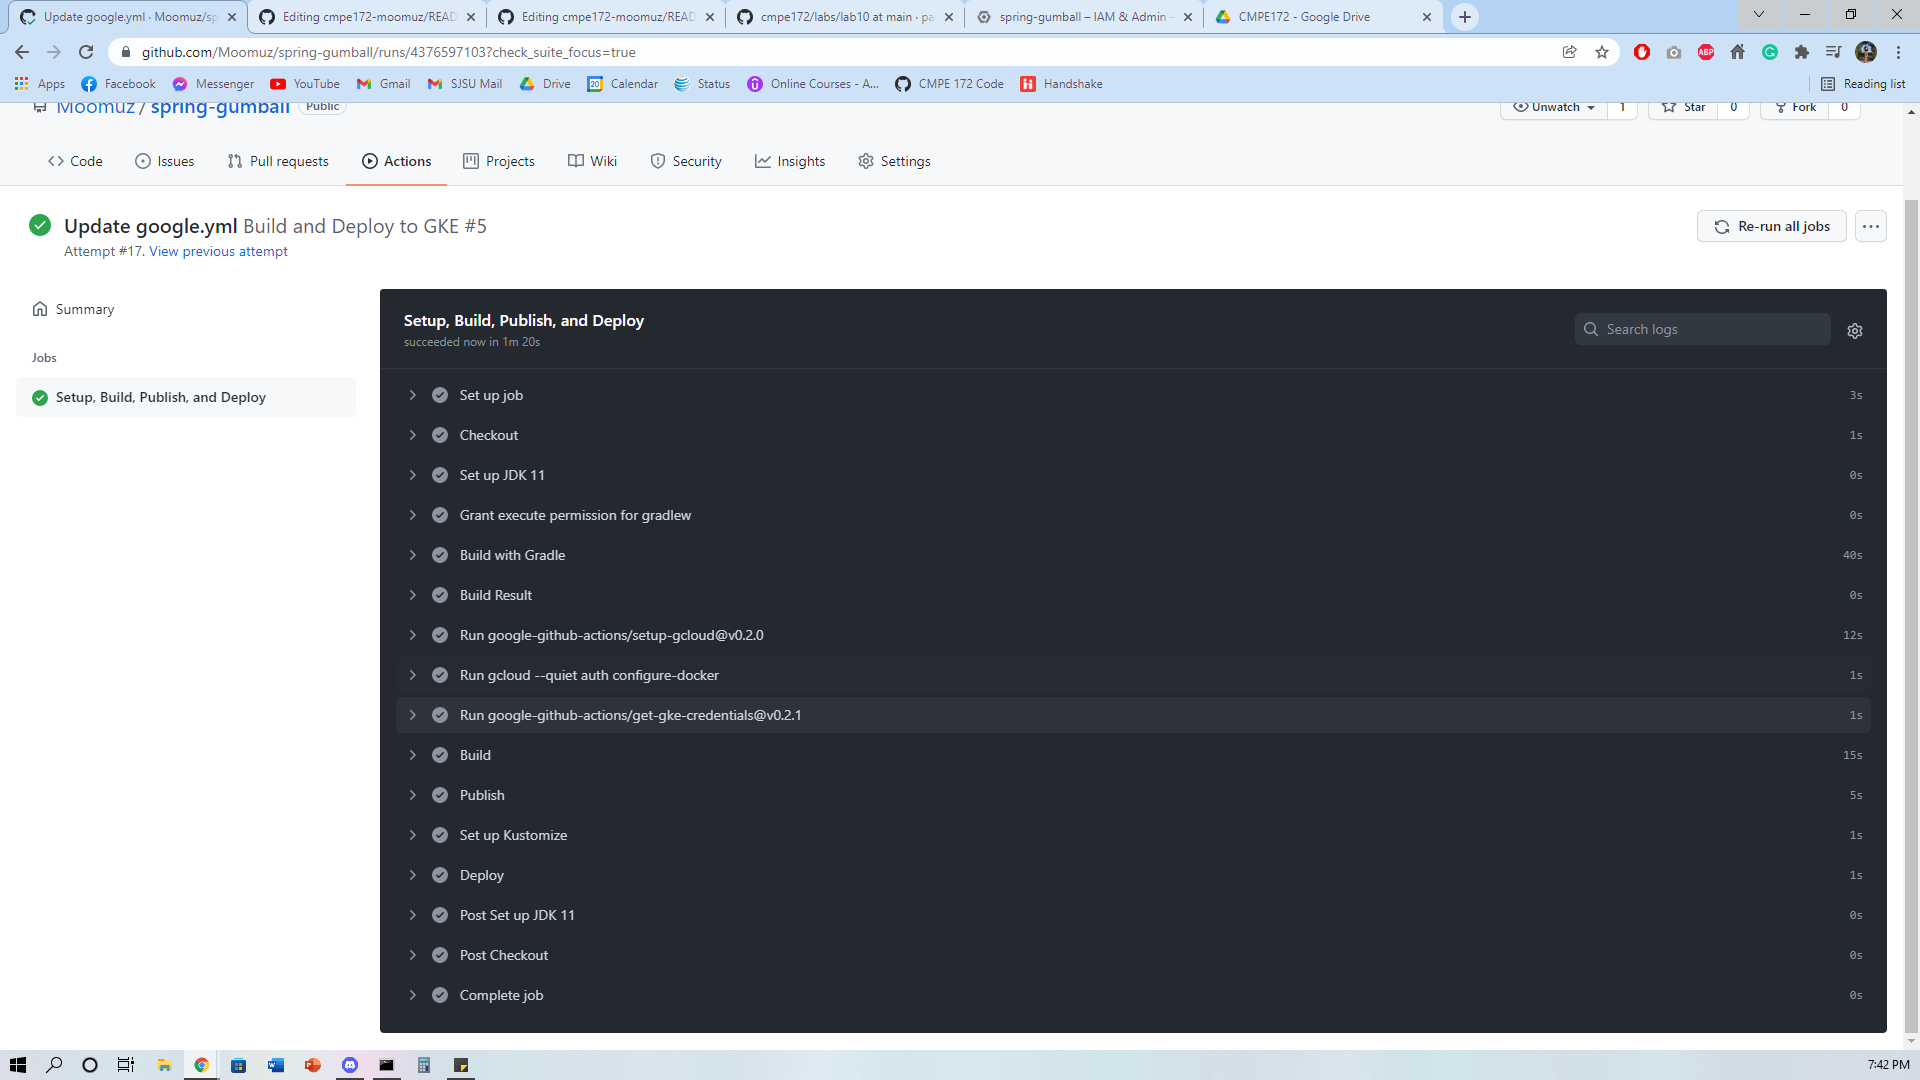 Update google.yml · Moomuz/sp
Editing cmpe172-moomuz/READ
Editing cmpe172-moomuz/READ
cmpe172/labs/lab10 at main · pa
spring-gumball – IAM & Admin -
CMPE172 - Google Drive
github.com/Moomuz/spring-gumball/runs/4376597103?check_suite_focus=true
ABP
Apps
Facebook
Messenger
YouTube
Gmail
SJSU Mail
Drive
20
Calendar
Status
Online Courses - A...
CMPE 172 Code
Handshake
Reading list
Moomuz / spring-gumball
Public
Unwatch
1
Star
0
Fork
0
Code
Issues
Pull requests
Actions
Projects
Wiki
Security
Insights
Settings
Update google.yml Build and Deploy to GKE #5
Attempt #17. View previous attempt
Re-run all jobs
Summary
Jobs
Setup, Build, Publish, and Deploy
Setup, Build, Publish, and Deploy
succeeded now in 1m 20s
Search logs
Set up job 3s
Checkout 1s
Set up JDK 11 0s
Grant execute permission for gradlew 0s
Build with Gradle 40s
Build Result 0s
Run google-github-actions/setup-gcloud@v0.2.0 12s
Run gcloud --quiet auth configure-docker 1s
Run google-github-actions/get-gke-credentials@v0.2.1 1s
Build 15s
Publish 5s
Set up Kustomize 1s
Deploy 1s
Post Set up JDK 11 0s
Post Checkout 0s
Complete job 0s
7:42 PM